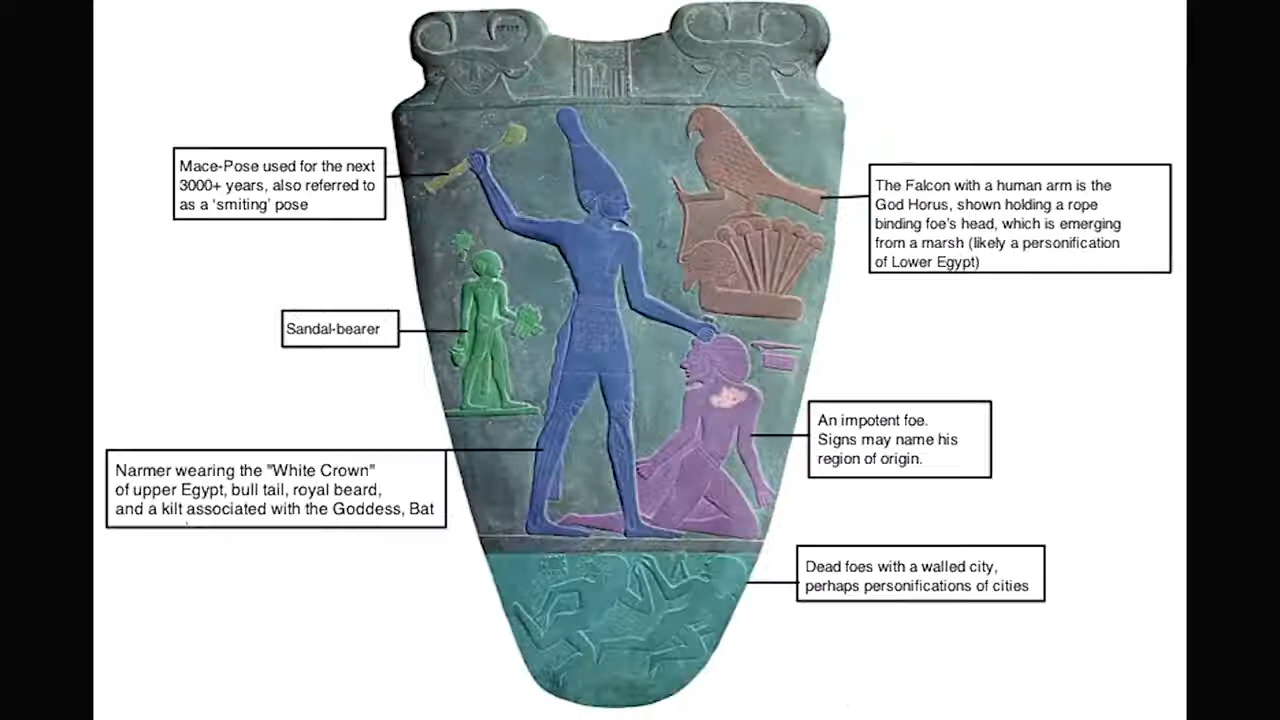 Mace-Pose used for the next
3000+ years, also referred to
as a ‘smiting’ pose
The Falcon with a human arm is the
God Horus, shown holding a rope
binding foe's head, which is emerging
from a marsh (likely a personification
of Lower Egypt)
Sandal-bearer
An impotent foe.
Signs may name his
region of origin.
Narmer wearing the "White Crown"
of upper Egypt, bull tail, royal beard,
and a kilt associated with the Goddess, Bat
Dead foes with a walled city,
perhaps personifications of cities